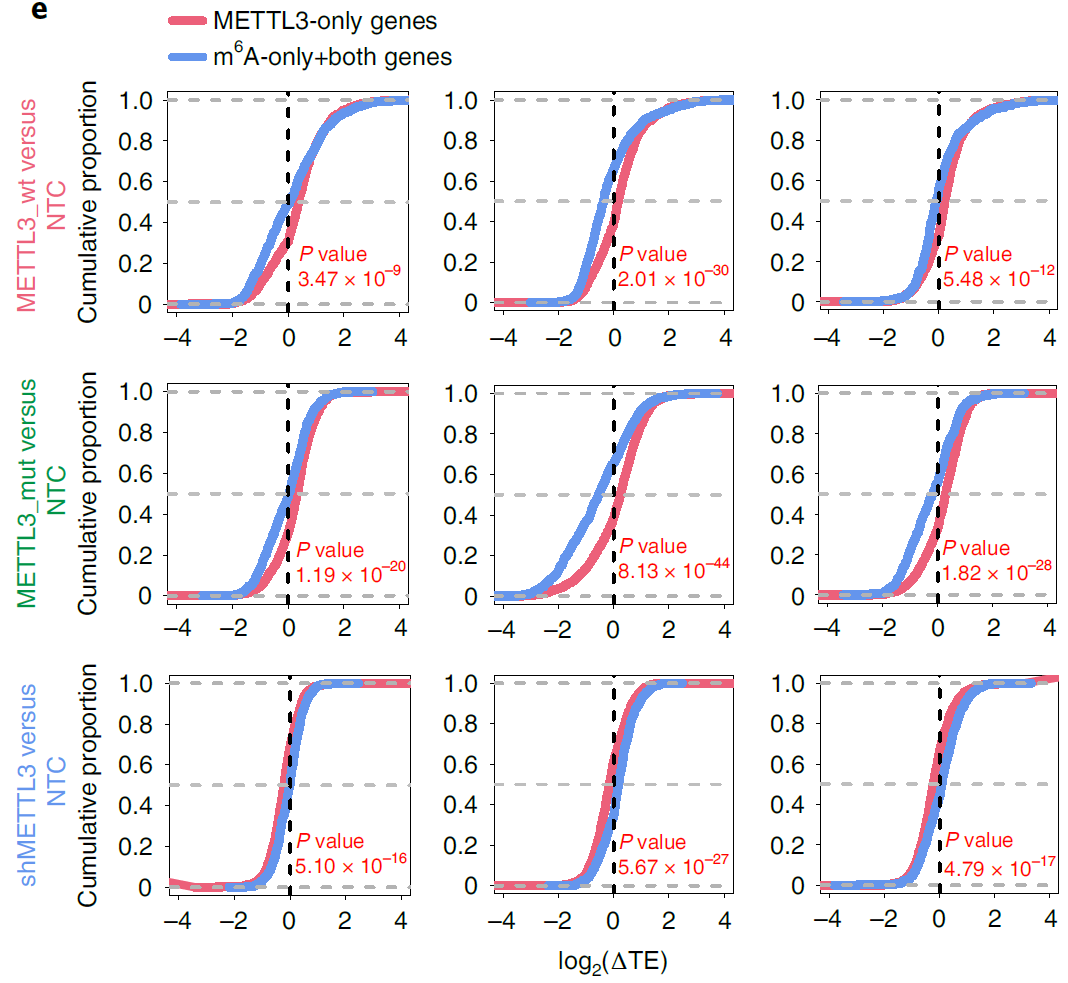 e
METTL3-only genes
m⁶A-only+both genes
METTL3_wt versus
NTC
Cumulative proportion
1.0
0.8
0.6
0.4
0.2
0
P value
3.47 × 10⁻⁹
–4 –2 0 2 4
1.0
0.8
0.6
0.4
0.2
0
P value
2.01 × 10⁻³⁰
–4 –2 0 2 4
1.0
0.8
0.6
0.4
0.2
0
P value
5.48 × 10⁻¹²
–4 –2 0 2 4
METTL3_mut versus
NTC
Cumulative proportion
1.0
0.8
0.6
0.4
0.2
0
P value
1.19 × 10⁻²⁰
–4 –2 0 2 4
1.0
0.8
0.6
0.4
0.2
0
P value
8.13 × 10⁻⁴⁴
–4 –2 0 2 4
1.0
0.8
0.6
0.4
0.2
0
P value
1.82 × 10⁻²⁸
–4 –2 0 2 4
shMETTL3 versus
NTC
Cumulative proportion
1.0
0.8
0.6
0.4
0.2
0
P value
5.10 × 10⁻¹⁶
–4 –2 0 2 4
1.0
0.8
0.6
0.4
0.2
0
P value
5.67 × 10⁻²⁷
–4 –2 0 2 4
1.0
0.8
0.6
0.4
0.2
0
P value
4.79 × 10⁻¹⁷
–4 –2 0 2 4
log₂(ΔTE)